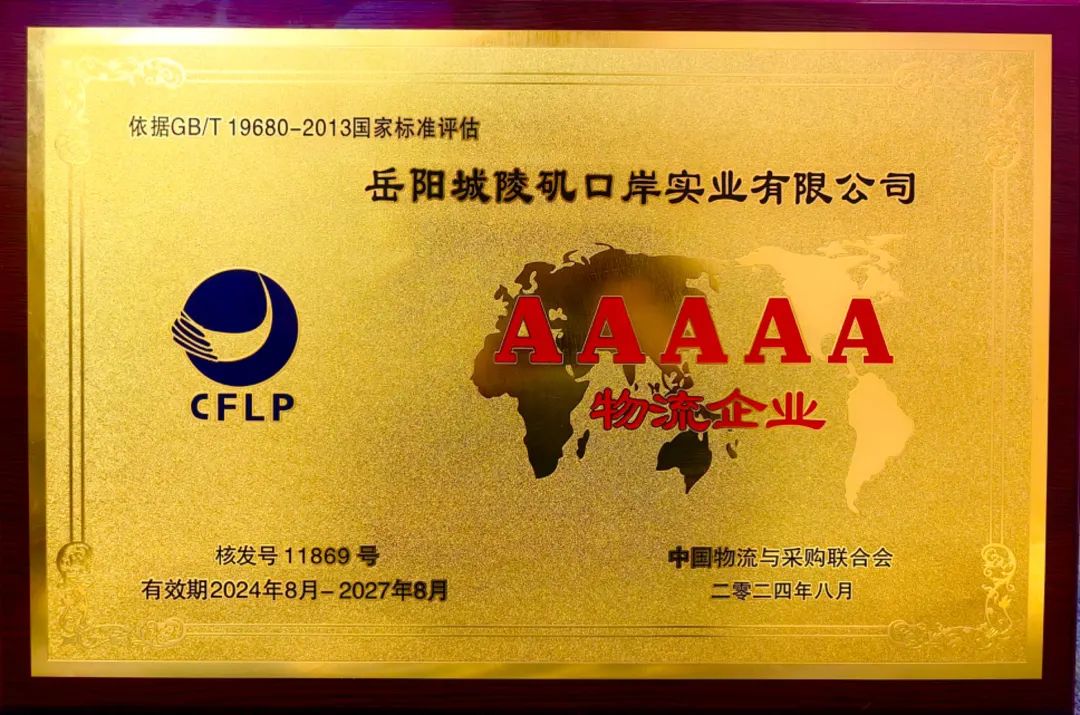 依据GB/T 19680-2013国家标准评估
岳阳城陵矶口岸实业有限公司
CFLP
AAAAA
物流企业
核发号 11869 号
有效期2024年8月-2027年8月
中国物流与采购联合会
二零二四年八月